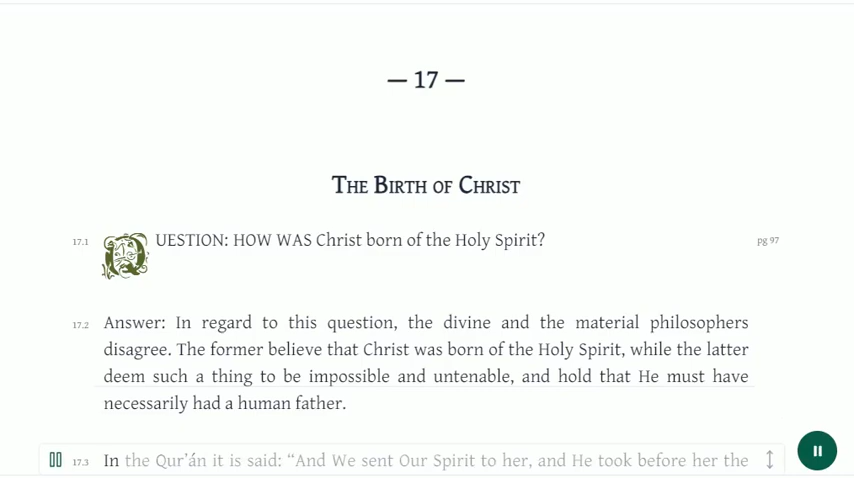 — 17 —
THE BIRTH OF CHRIST
17.1 QUESTION: HOW WAS Christ born of the Holy Spirit? pg 97
17.2 Answer: In regard to this question, the divine and the material philosophers
disagree. The former believe that Christ was born of the Holy Spirit, while the latter
deem such a thing to be impossible and untenable, and hold that He must have
necessarily had a human father.
17.3 In the Qur’án it is said: “And We sent Our Spirit to her, and He took before her the